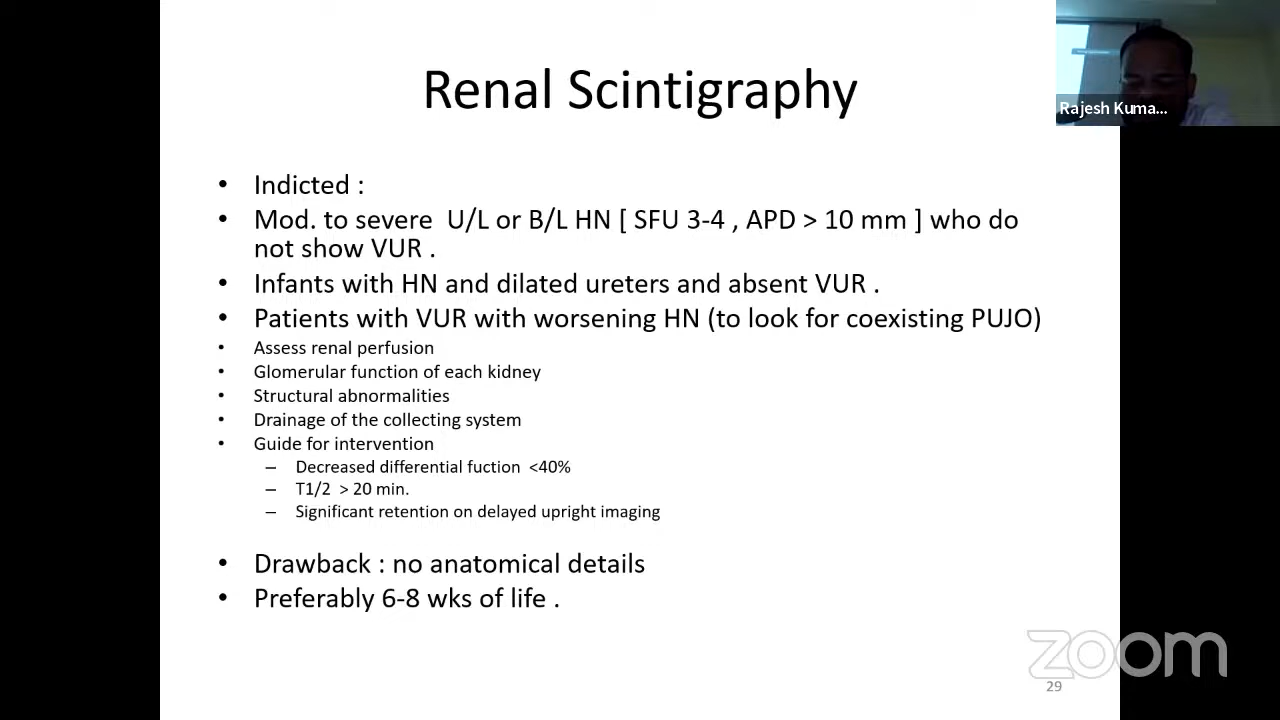 Renal Scintigraphy
Rajesh Kuma...
• Indicted :
• Mod. to severe U/L or B/L HN [ SFU 3-4 , APD > 10 mm ] who do
not show VUR .
• Infants with HN and dilated ureters and absent VUR .
• Patients with VUR with worsening HN (to look for coexisting PUJO)
• Assess renal perfusion
• Glomerular function of each kidney
• Structural abnormalities
• Drainage of the collecting system
• Guide for intervention
– Decreased differential fuction <40%
– T1/2 > 20 min.
– Significant retention on delayed upright imaging
• Drawback : no anatomical details
• Preferably 6-8 wks of life .
zoom
29